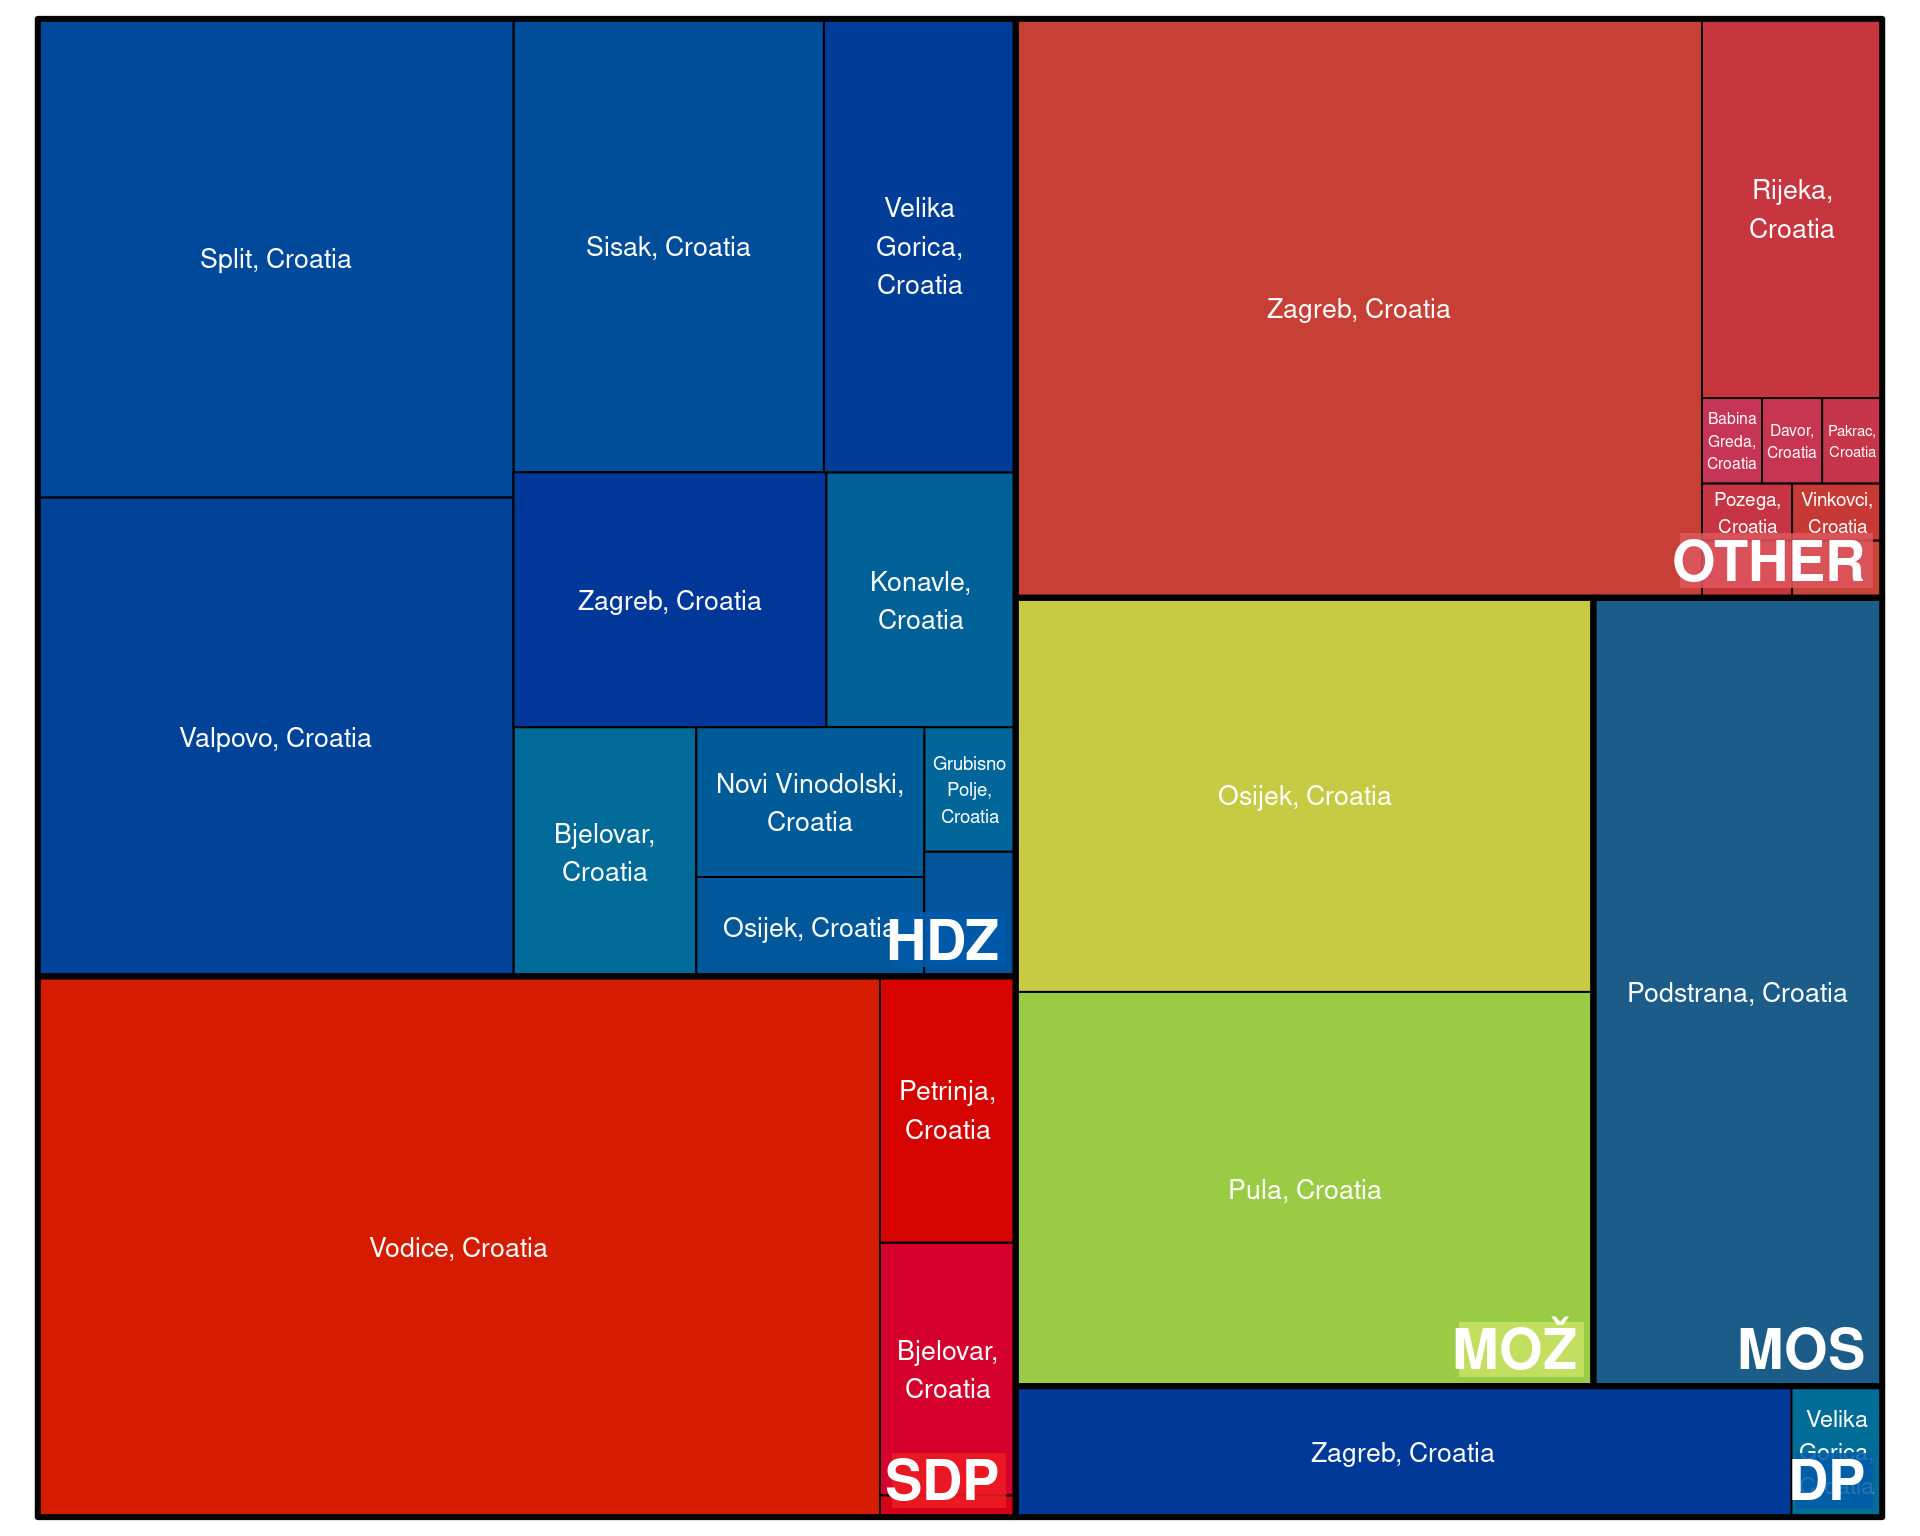 Split, Croatia
Sisak, Croatia
Velika
Gorica,
Croatia
Valpovo, Croatia
Zagreb, Croatia
Konavle,
Croatia
Bjelovar,
Croatia
Novi Vinodolski,
Croatia
Grubisno
Polje,
Croatia
Osijek, Croatia
HDZ
Vodice, Croatia
Petrinja,
Croatia
Bjelovar,
Croatia
SDP
Zagreb, Croatia
Rijeka,
Croatia
Babina
Greda,
Croatia
Davor,
Croatia
Pakrac,
Croatia
Pozega,
Croatia
Vinkovci,
Croatia
OTHER
Osijek, Croatia
Pula, Croatia
MOŽ
Podstrana, Croatia
MOS
Zagreb, Croatia
Velika
Gorica,
Croatia
DP